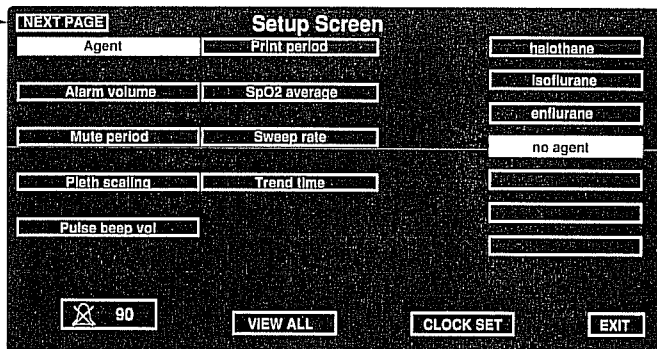 NEXT PAGE
Setup Screen
Agent
Print period
halothane
Isoflurane
Alarm volume
SpO2 average
enflurane
Mute period
Sweep rate
no agent
Pleth scaling
Trend time
Pulse beep vol
90
VIEW ALL
CLOCK SET
EXIT